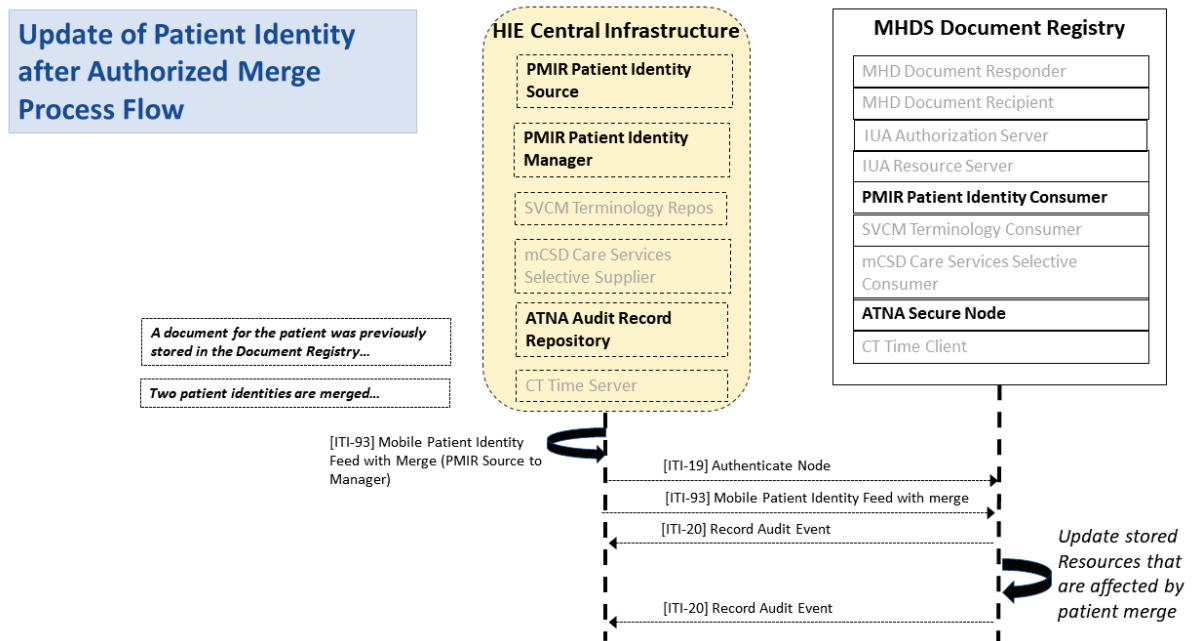 Update of Patient Identity
after Authorized Merge
Process Flow
HIE Central Infrastructure
PMIR Patient Identity
Source
PMIR Patient Identity
Manager
SVCM Terminology Repos
mCSD Care Services
Selective Supplier
ATNA Audit Record
Repository
CT Time Server
MHDS Document Registry
MHD Document Responder
MHD Document Recipient
IUA Authorization Server
IUA Resource Server
PMIR Patient Identity Consumer
SVCM Terminology Consumer
mCSD Care Services Selective
Consumer
ATNA Secure Node
CT Time Client
A document for the patient was previously
stored in the Document Registry...
Two patient identities are merged...
[ITI-93] Mobile Patient Identity
Feed with Merge (PMIR Source to
Manager)
[ITI-19] Authenticate Node
[ITI-93] Mobile Patient Identity Feed with merge
[ITI-20] Record Audit Event
Update stored
Resources that
are affected by
patient merge
[ITI-20] Record Audit Event